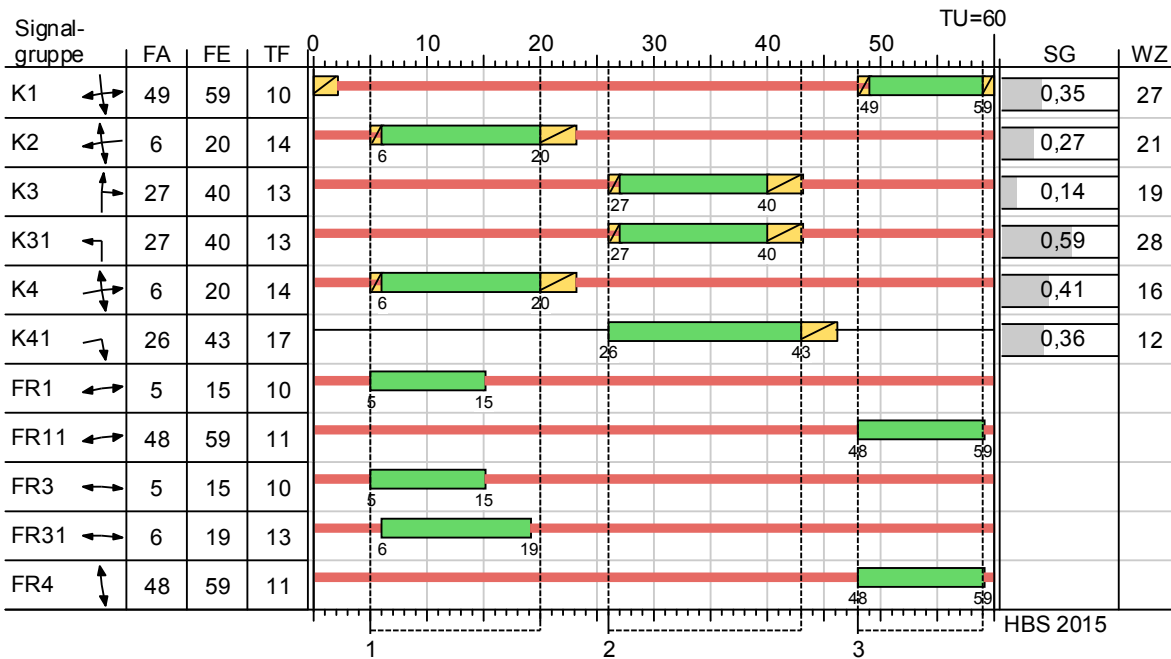 TU=60
Signal-
gruppe FA FE TF 0 10 20 30 40 50 SG WZ
K1 49 59 10 0,35 27
49 59
K2 6 20 14 0,27 21
6 20
K3 27 40 13 0,14 19
27 40
K31 27 40 13 0,59 28
27 40
K4 6 20 14 0,41 16
6 20
K41 26 43 17 0,36 12
26 43
FR1 5 15 10
5 15
FR11 48 59 11
48 59
FR3 5 15 10
5 15
FR31 6 19 13
6 19
FR4 48 59 11
48 59
HBS 2015
1 2 3